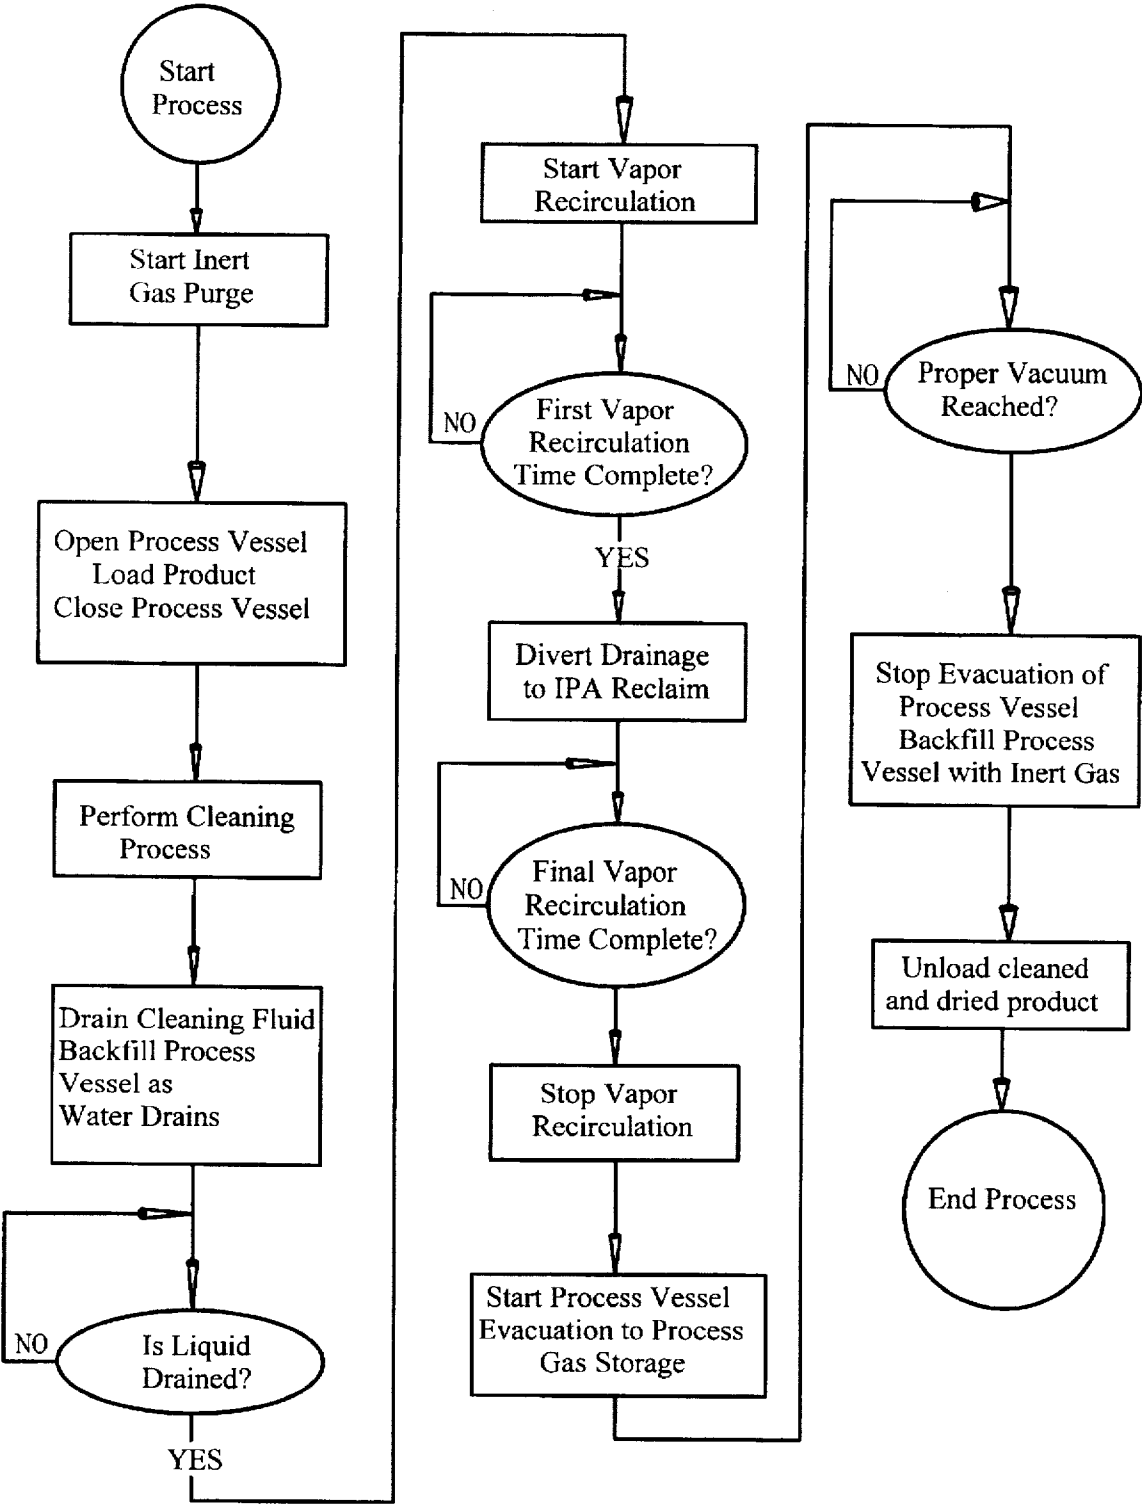 Start
Process
Start Inert
Gas Purge
Open Process Vessel
Load Product
Close Process Vessel
Perform Cleaning
Process
Drain Cleaning Fluid
Backfill Process
Vessel as
Water Drains
NO
Is Liquid
Drained?
YES
Start Vapor
Recirculation
NO
First Vapor
Recirculation
Time Complete?
YES
Divert Drainage
to IPA Reclaim
NO
Final Vapor
Recirculation
Time Complete?
Stop Vapor
Recirculation
Start Process Vessel
Evacuation to Process
Gas Storage
NO
Proper Vacuum
Reached?
Stop Evacuation of
Process Vessel
Backfill Process
Vessel with Inert Gas
Unload cleaned
and dried product
End Process